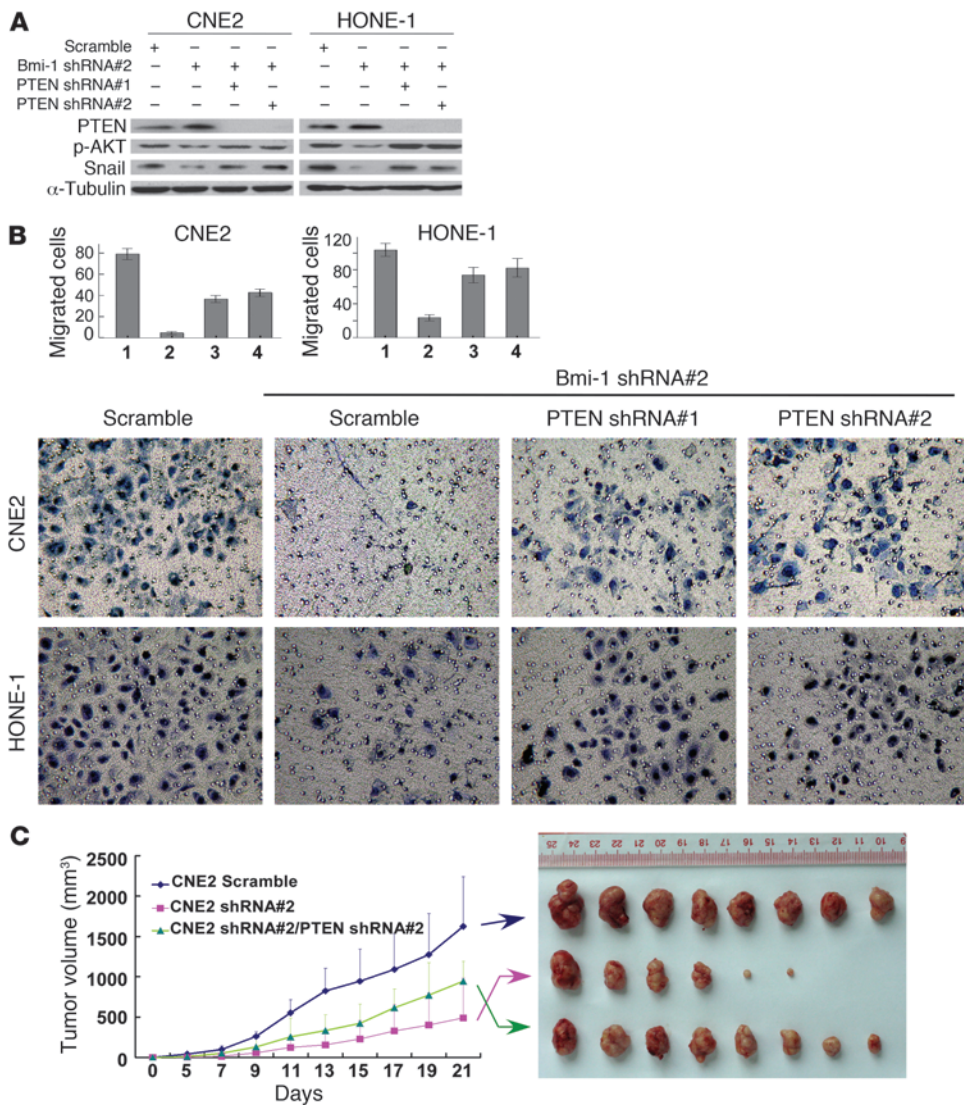 A
CNE2 HONE-1
Scramble + − − − + − − −
Bmi-1 shRNA#2 − + + + − + + +
PTEN shRNA#1 − − + − − − + −
PTEN shRNA#2 − − − + − − − +
PTEN
p-AKT
Snail
α-Tubulin
B
CNE2 HONE-1
Migrated cells
80
40
0
1 2 3 4
Migrated cells
120
80
40
0
1 2 3 4
Bmi-1 shRNA#2
Scramble Scramble PTEN shRNA#1 PTEN shRNA#2
CNE2
HONE-1
C
Tumor volume (mm³)
2500
2000
1500
1000
500
0
CNE2 Scramble
CNE2 shRNA#2
CNE2 shRNA#2/PTEN shRNA#2
0 5 7 9 11 13 15 17 19 21
Days
25 24 23 22 21 20 19 18 17 16 15 14 13 12 11 10 9